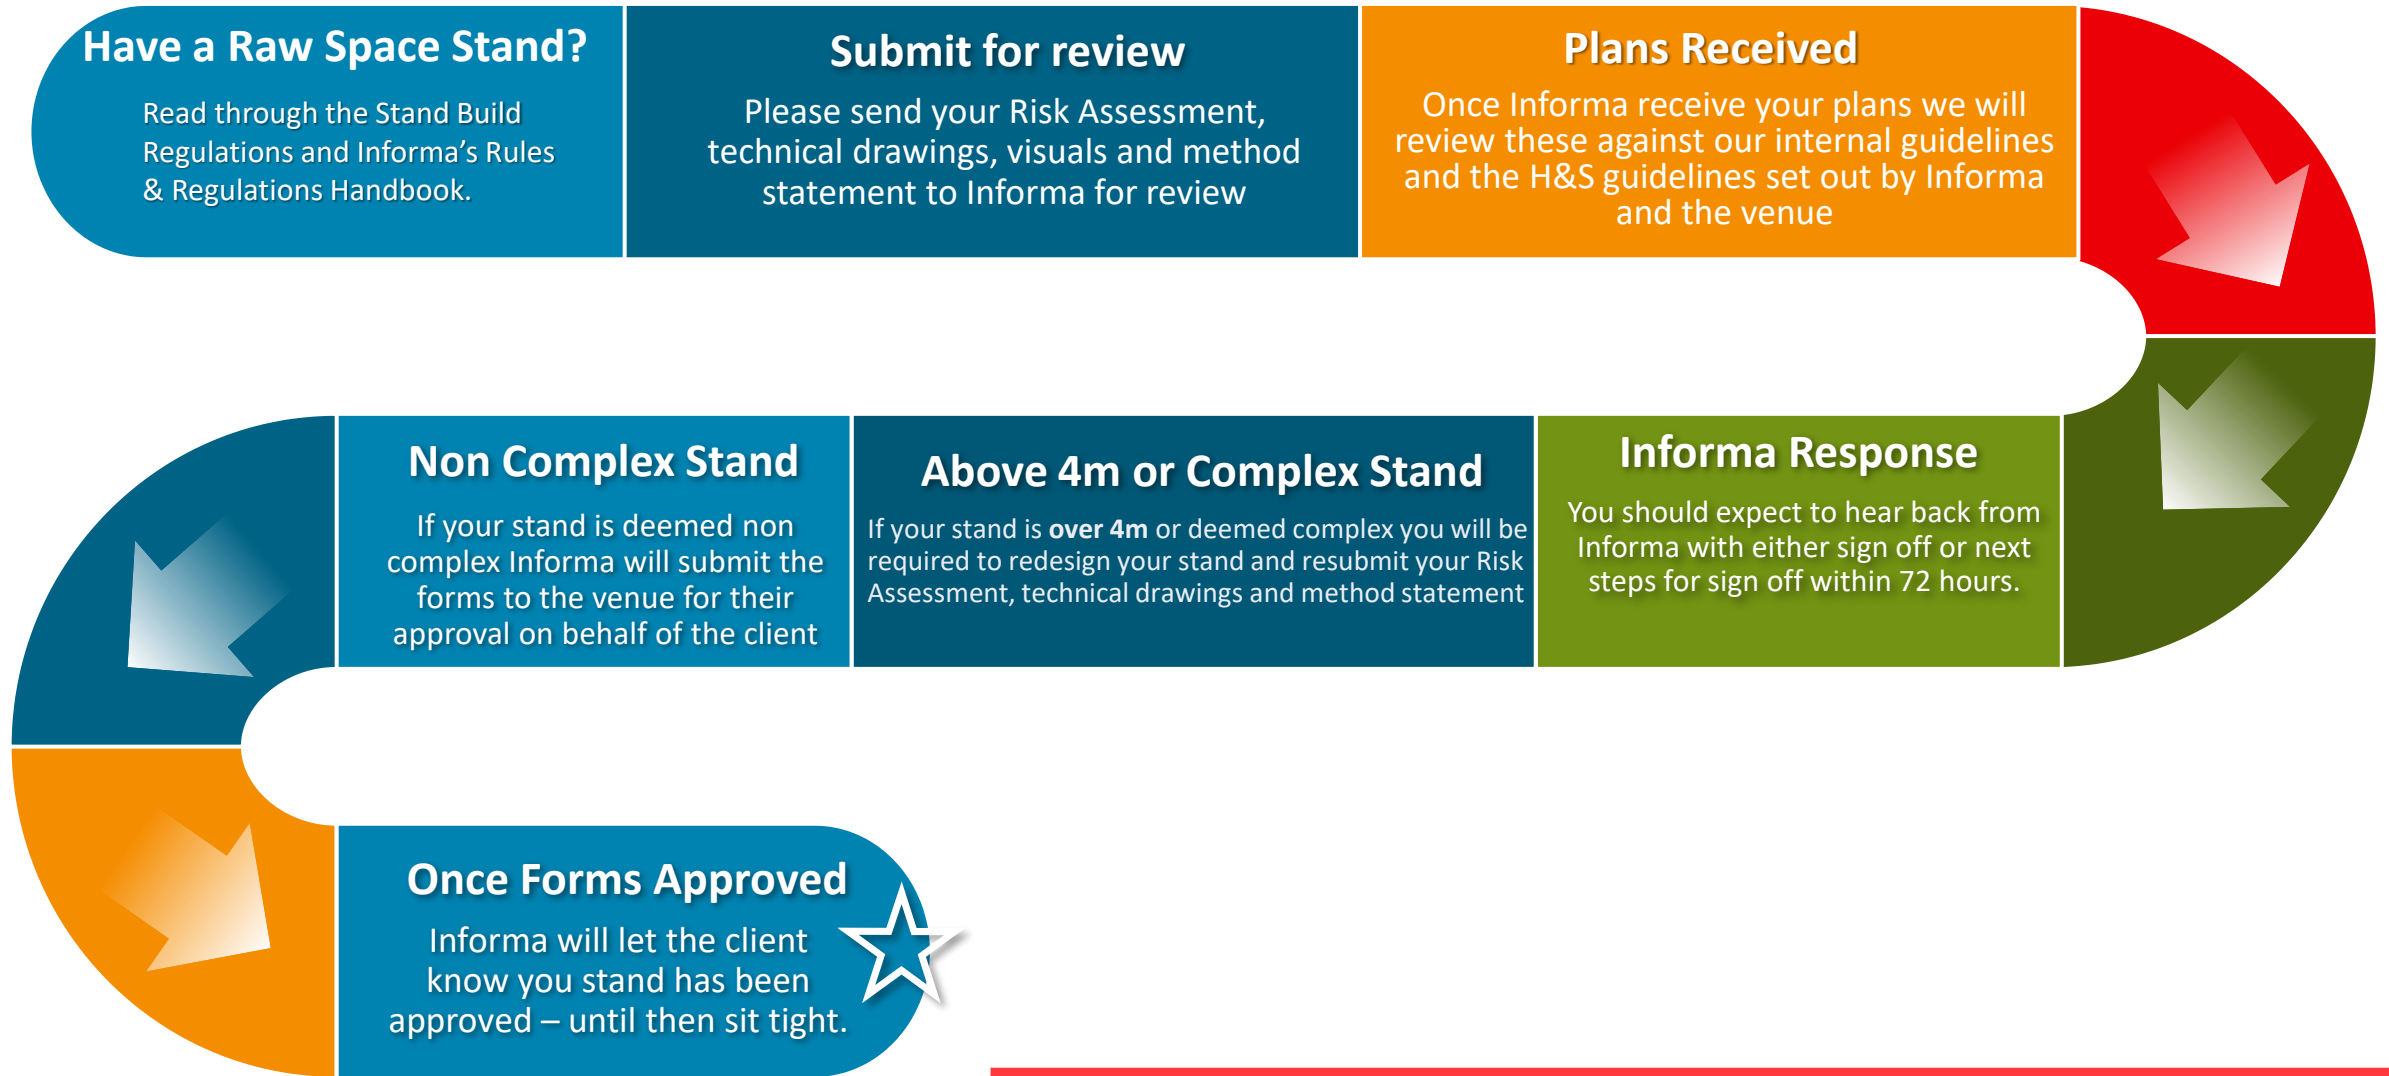 Have a Raw Space Stand?
Read through the Stand Build
Regulations and Informa’s Rules
& Regulations Handbook.
Submit for review
Please send your Risk Assessment,
technical drawings, visuals and method
statement to Informa for review
Plans Received
Once Informa receive your plans we will
review these against our internal guidelines
and the H&S guidelines set out by Informa
and the venue
Informa Response
You should expect to hear back from
Informa with either sign off or next
steps for sign off within 72 hours.
Above 4m or Complex Stand
If your stand is over 4m or deemed complex you will be
required to redesign your stand and resubmit your Risk
Assessment, technical drawings and method statement
Non Complex Stand
If your stand is deemed non
complex Informa will submit the
forms to the venue for their
approval on behalf of the client
Once Forms Approved
Informa will let the client
know you stand has been
approved – until then sit tight.